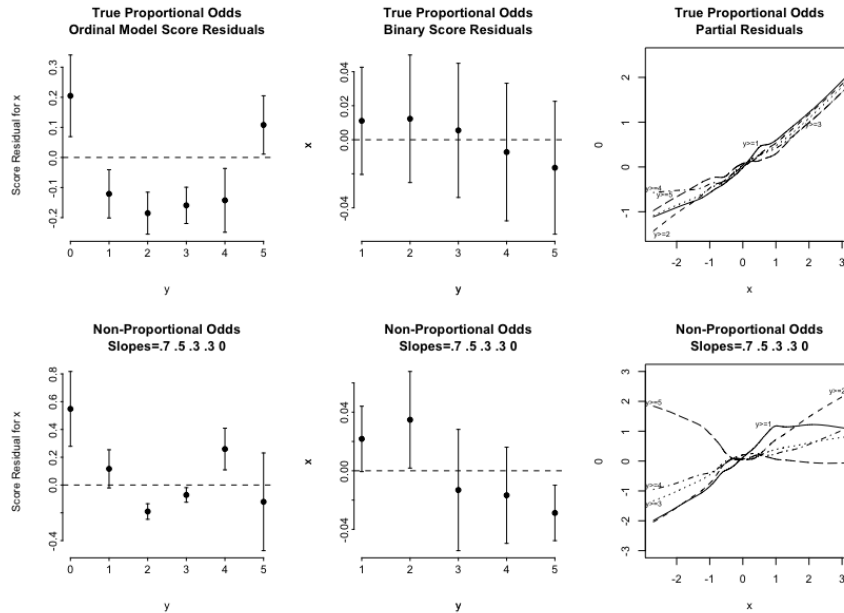 True Proportional Odds
Ordinal Model Score Residuals
Score Residual for x
0.3
0.2
0.1
0.0
-0.1
-0.2
0 1 2 3 4 5
y
True Proportional Odds
Binary Score Residuals
x
0.04
0.02
0.00
-0.04
1 2 3 4 5
y
True Proportional Odds
Partial Residuals
0
2
1
0
-1
y>=1
y>=3
y>=4
y>=5
y>=2
-2 -1 0 1 2 3
x
Non-Proportional Odds
Slopes=.7 .5 .3 .3 0
Score Residual for x
0.8
0.6
0.4
0.2
0.0
-0.4
0 1 2 3 4 5
y
Non-Proportional Odds
Slopes=.7 .5 .3 .3 0
x
0.04
0.00
-0.04
1 2 3 4 5
y
Non-Proportional Odds
Slopes=.7 .5 .3 .3 0
0
3
2
1
0
-1
-2
-3
y>=5
y>=2
y>=1
y>=4
y>=3
-2 -1 0 1 2 3
x